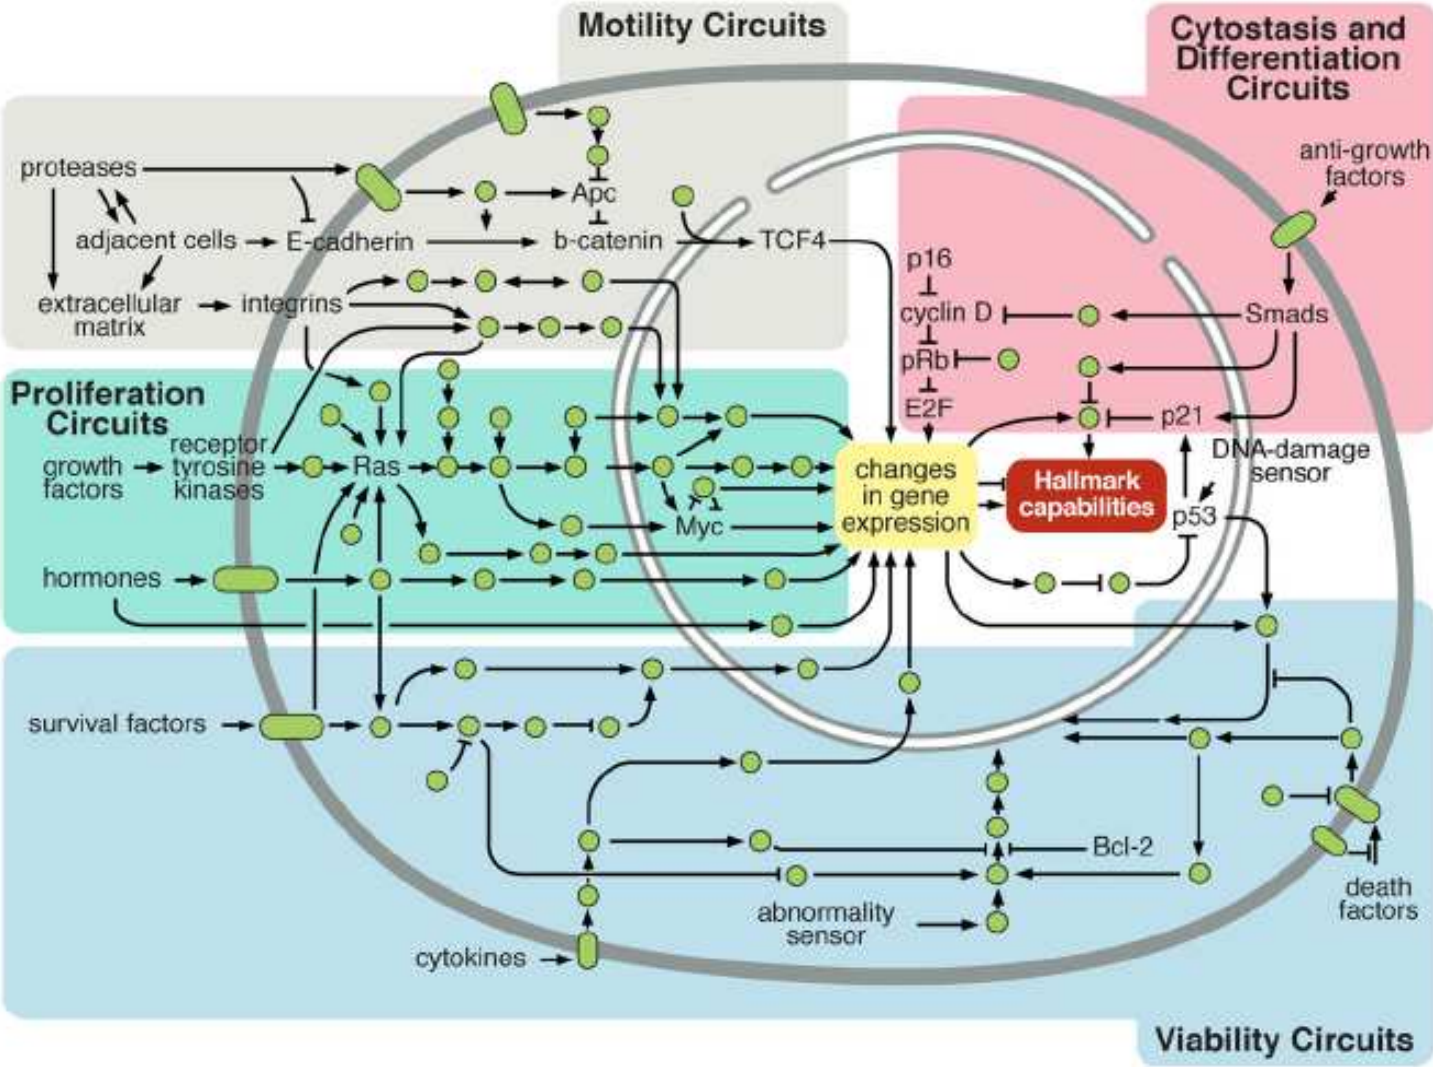 Motility Circuits
Cytostasis and
Differentiation
Circuits
anti-growth
factors
proteases
Apc
adjacent cells
E-cadherin
b-catenin
TCF4
p16
extracellular
matrix
integrins
cyclin D
Smads
pRb
E2F
p21
Proliferation
Circuits
growth
factors
receptor
tyrosine
kinases
Ras
Myc
changes
in gene
expression
Hallmark
capabilities
DNA-damage
sensor
p53
hormones
survival factors
Bcl-2
death
factors
abnormality
sensor
cytokines
Viability Circuits